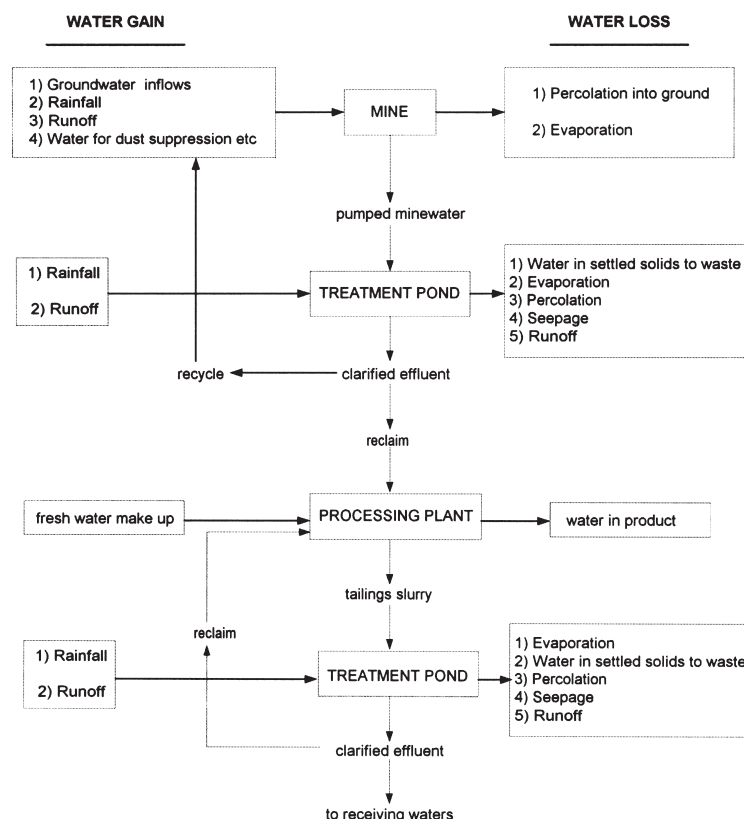 WATER GAIN
WATER LOSS
1) Groundwater inflows
2) Rainfall
3) Runoff
4) Water for dust suppression etc
MINE
1) Percolation into ground
2) Evaporation
pumped minewater
1) Rainfall
2) Runoff
TREATMENT POND
1) Water in settled solids to waste
2) Evaporation
3) Percolation
4) Seepage
5) Runoff
recycle
clarified effluent
reclaim
fresh water make up
PROCESSING PLANT
water in product
tailings slurry
reclaim
1) Rainfall
2) Runoff
TREATMENT POND
1) Evaporation
2) Water in settled solids to waste
3) Percolation
4) Seepage
5) Runoff
clarified effluent
to receiving waters